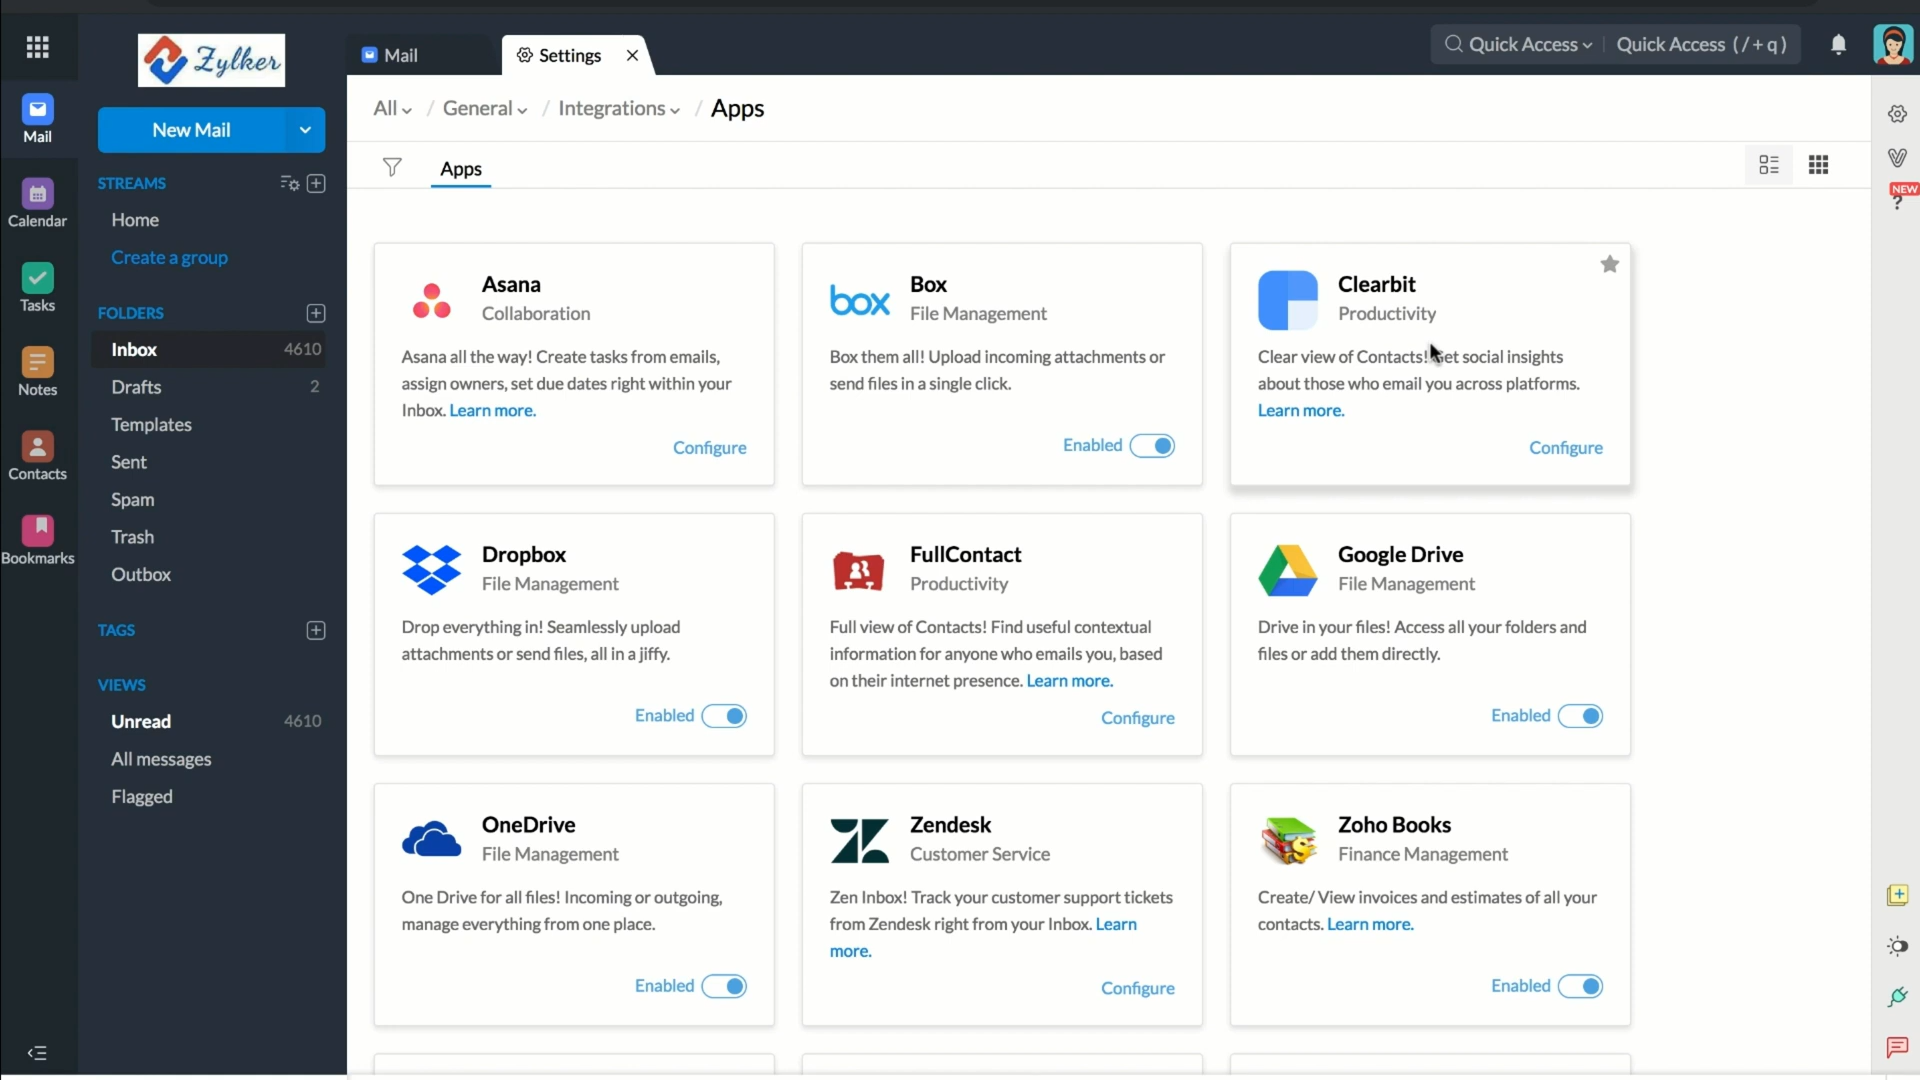 Zylker
Mail
Settings
Quick Access
Quick Access (/+q)
Mail
Calendar
Tasks
Notes
Contacts
Bookmarks
New Mail
STREAMS
Home
Create a group
FOLDERS
Inbox 4610
Drafts 2
Templates
Sent
Spam
Trash
Outbox
TAGS
VIEWS
Unread 4610
All messages
Flagged
All / General / Integrations / Apps
Apps
NEW
?
Asana
Collaboration
Asana all the way! Create tasks from emails,
assign owners, set due dates right within your
Inbox. Learn more.
Configure
box
Box
File Management
Box them all! Upload incoming attachments or
send files in a single click.
Enabled
Clearbit
Productivity
Clear view of Contacts! Get social insights
about those who email you across platforms.
Learn more.
Configure
Dropbox
File Management
Drop everything in! Seamlessly upload
attachments or send files, all in a jiffy.
Enabled
FullContact
Productivity
Full view of Contacts! Find useful contextual
information for anyone who emails you, based
on their internet presence. Learn more.
Configure
Google Drive
File Management
Drive in your files! Access all your folders and
files or add them directly.
Enabled
OneDrive
File Management
One Drive for all files! Incoming or outgoing,
manage everything from one place.
Enabled
Zendesk
Customer Service
Zen Inbox! Track your customer support tickets
from Zendesk right from your Inbox. Learn
more.
Configure
Zoho Books
Finance Management
Create/ View invoices and estimates of all your
contacts. Learn more.
Enabled